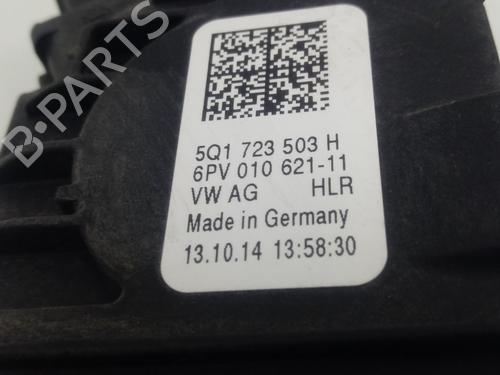 5Q1 723 503 H
6PV 010 621-11
VW AG HLR
Made in Germany
13.10.14 13:58:30
B-PARTS